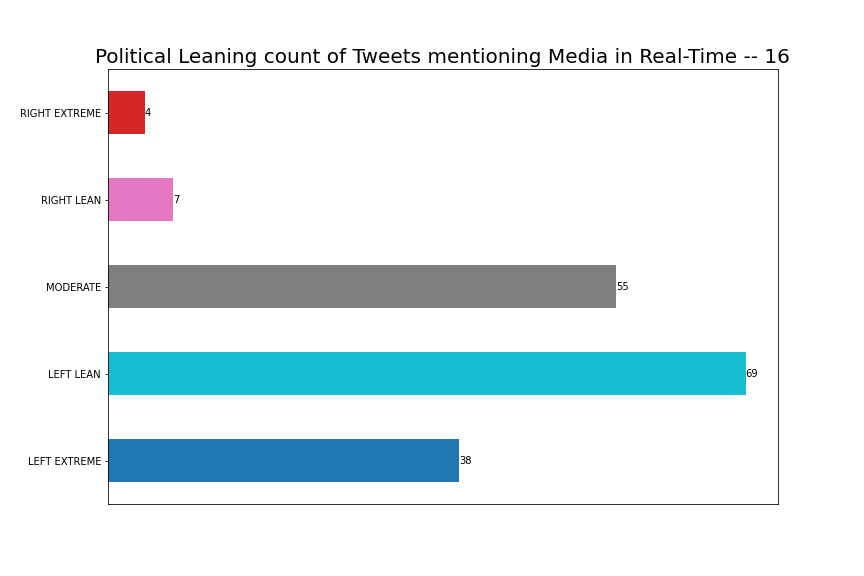 Political Leaning count of Tweets mentioning Media in Real-Time -- 16
RIGHT EXTREME 4
RIGHT LEAN 7
MODERATE 55
LEFT LEAN 69
LEFT EXTREME 38